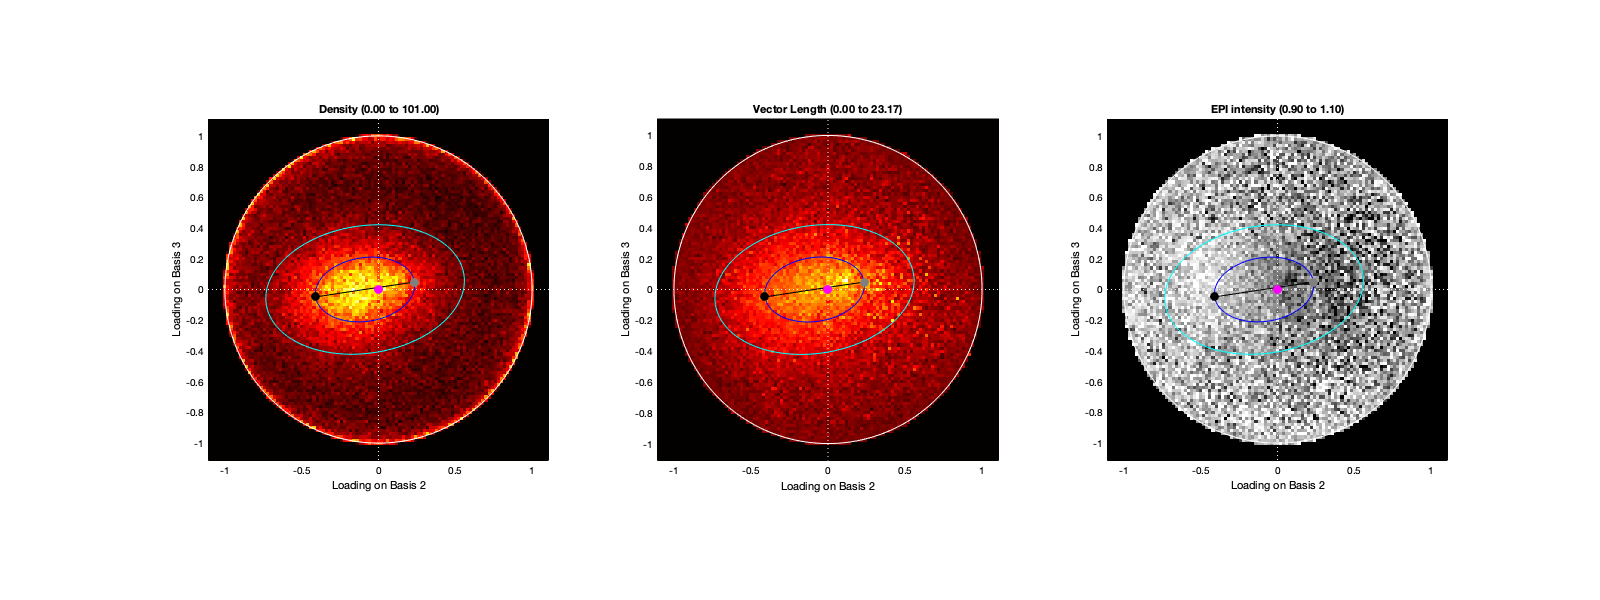 Density (0.00 to 101.00)
1
0.8
0.6
0.4
0.2
0
-0.2
-0.4
-0.6
-0.8
-1
Loading on Basis 3
-1 -0.5 0 0.5 1
Loading on Basis 2
Vector Length (0.00 to 23.17)
1
0.8
0.6
0.4
0.2
0
-0.2
-0.4
-0.6
-0.8
-1
Loading on Basis 3
-1 -0.5 0 0.5 1
Loading on Basis 2
EPI intensity (0.90 to 1.10)
1
0.8
0.6
0.4
0.2
0
-0.2
-0.4
-0.6
-0.8
-1
Loading on Basis 3
-1 -0.5 0 0.5 1
Loading on Basis 2